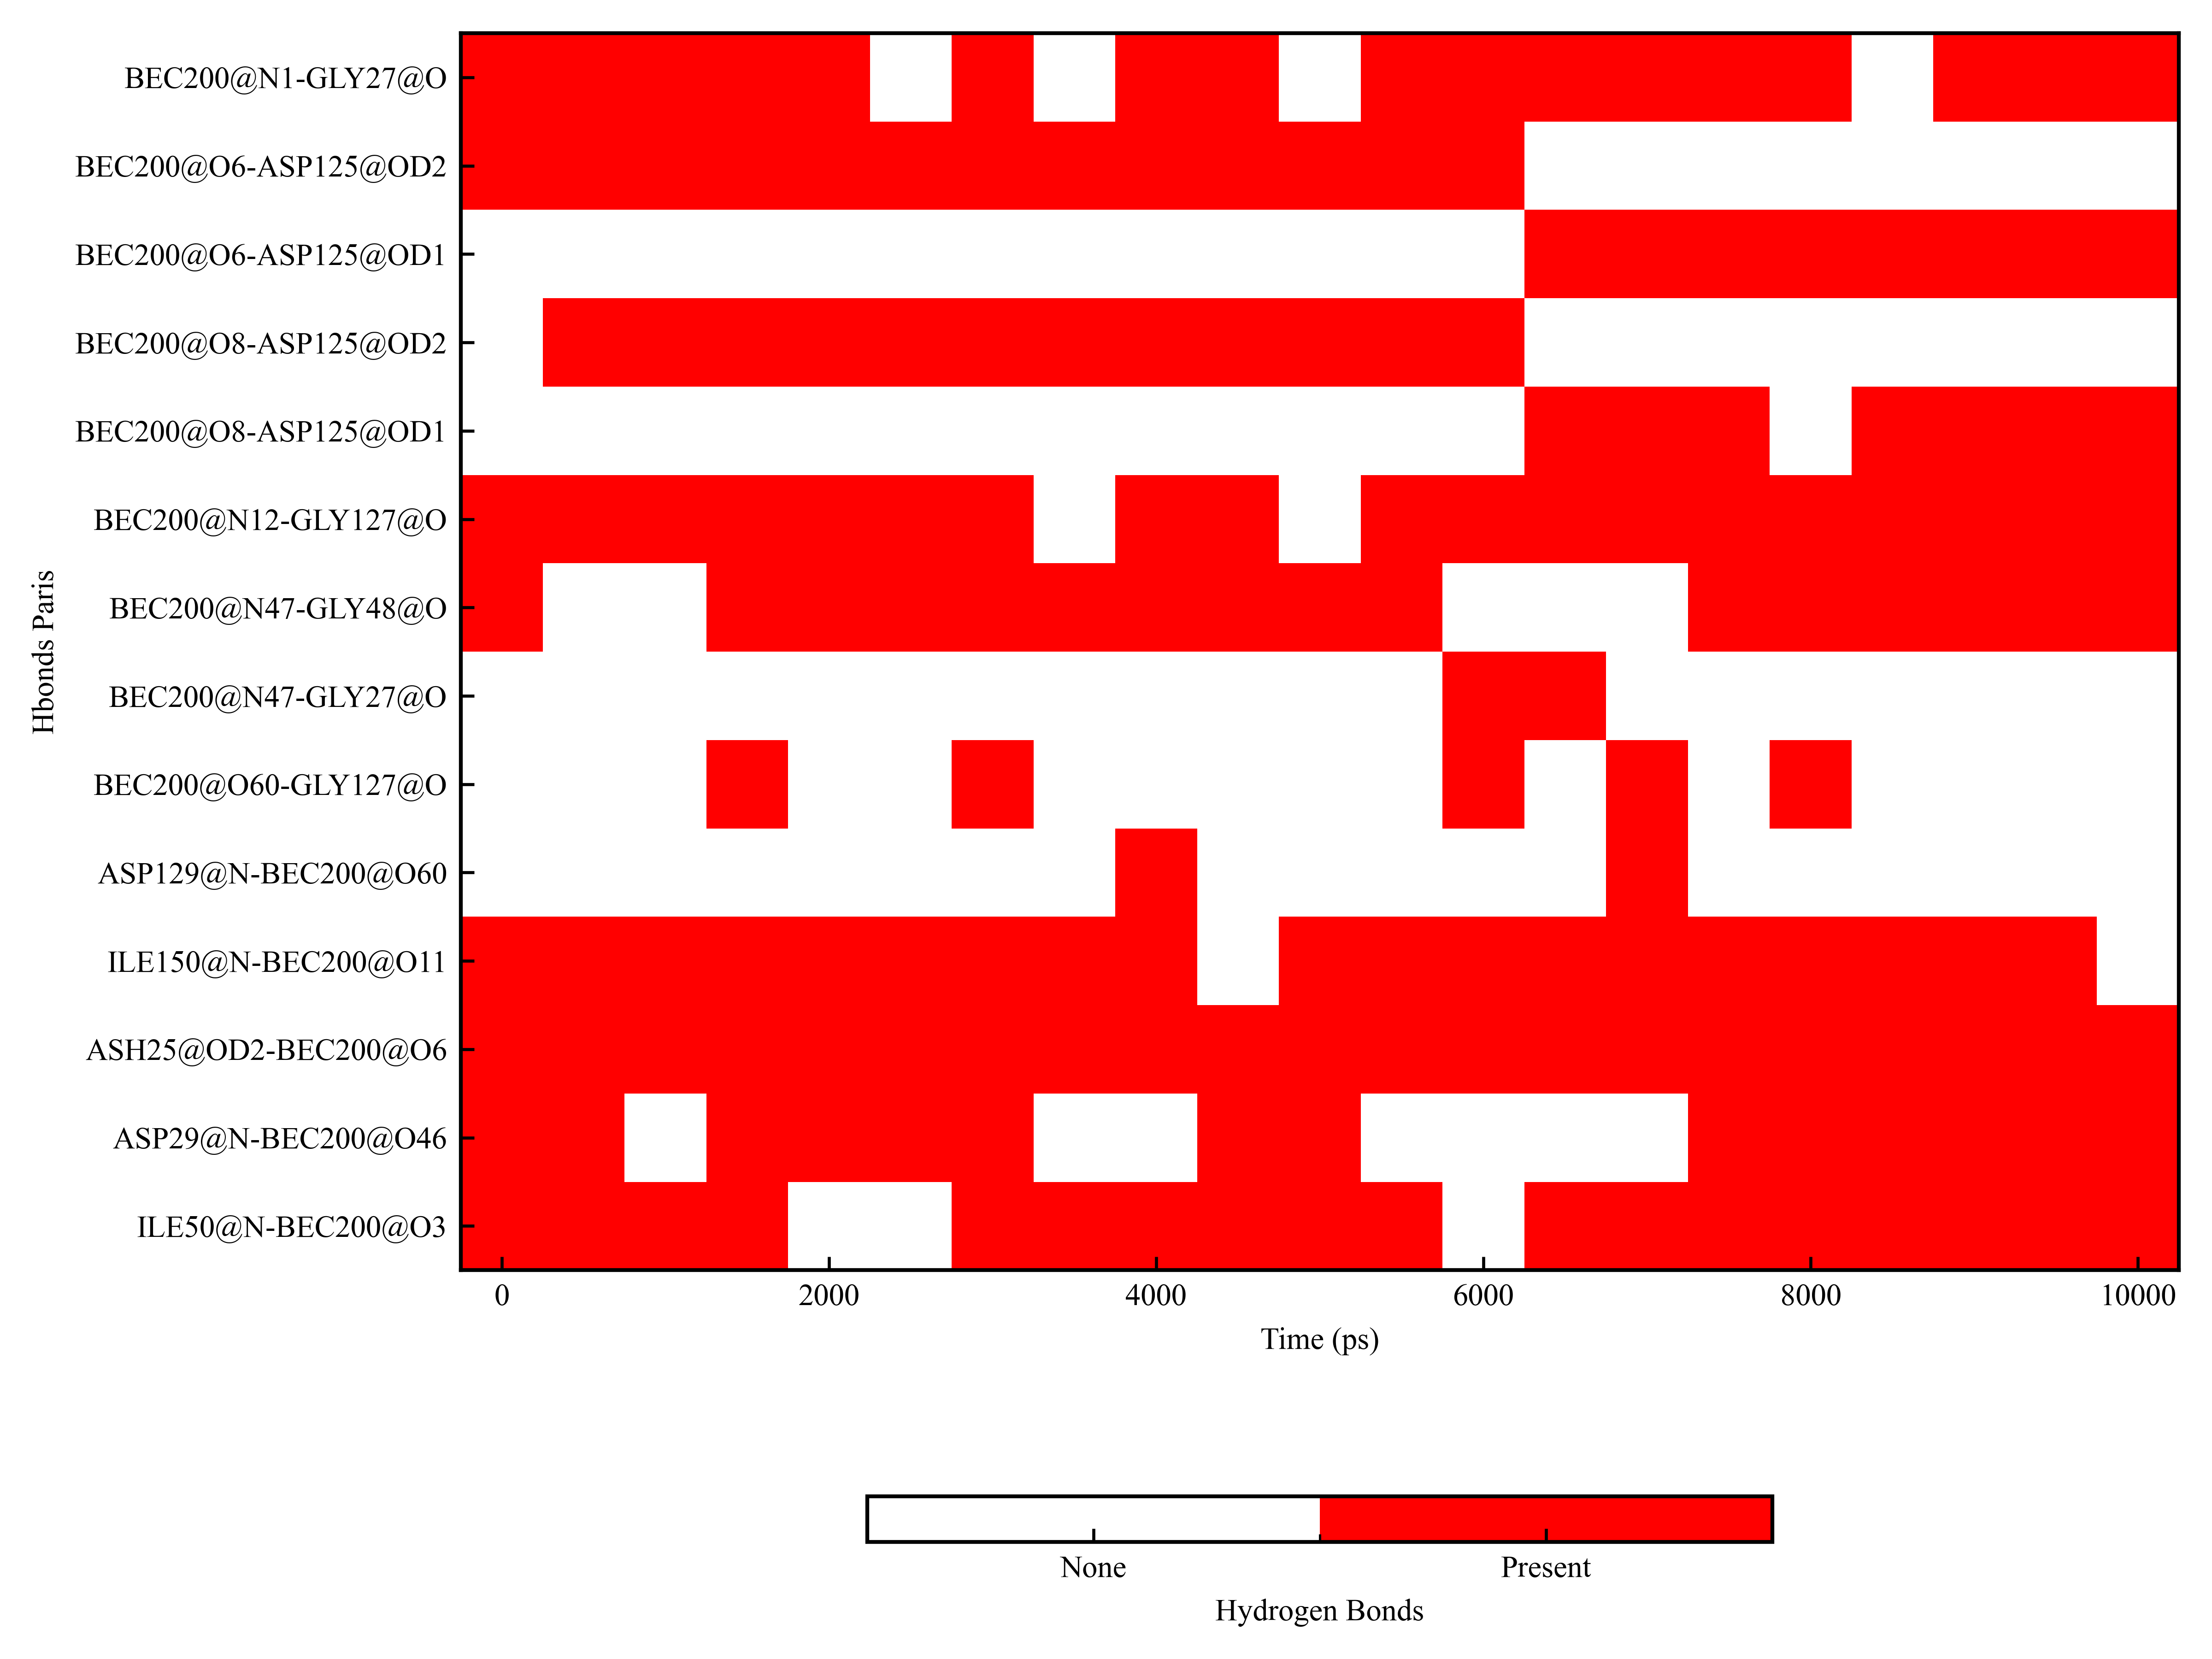 Hbonds Paris
BEC200@N1-GLY27@O
BEC200@O6-ASP125@OD2
BEC200@O6-ASP125@OD1
BEC200@O8-ASP125@OD2
BEC200@O8-ASP125@OD1
BEC200@N12-GLY127@O
BEC200@N47-GLY48@O
BEC200@N47-GLY27@O
BEC200@O60-GLY127@O
ASP129@N-BEC200@O60
ILE150@N-BEC200@O11
ASH25@OD2-BEC200@O6
ASP29@N-BEC200@O46
ILE50@N-BEC200@O3
0 2000 4000 6000 8000 10000
Time (ps)
None Present
Hydrogen Bonds